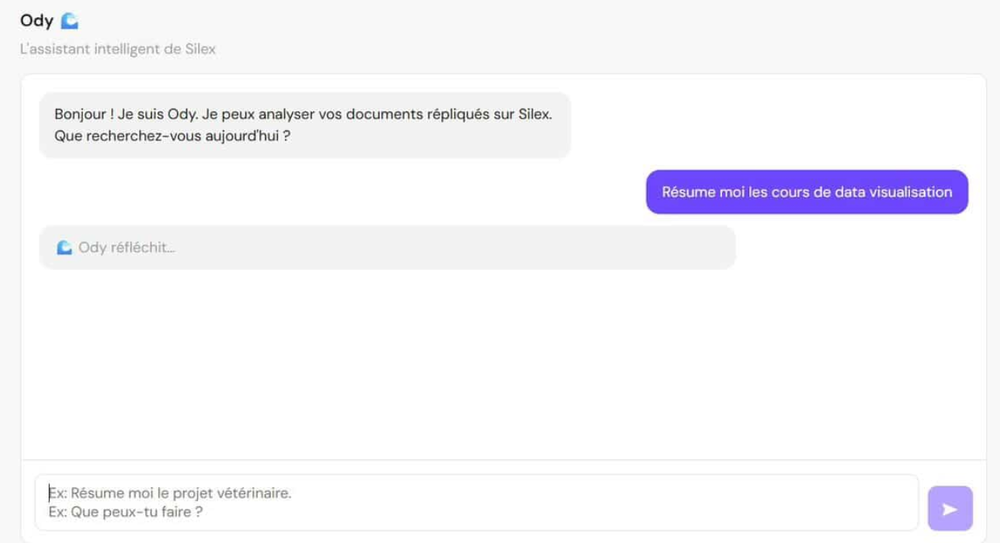 Ody 🌊
L'assistant intelligent de Silex
Bonjour ! Je suis Ody. Je peux analyser vos documents répliqués sur Silex.
Que recherchez-vous aujourd'hui ?
Résume moi les cours de data visualisation
🌊 Ody réfléchit...
Ex: Résume moi le projet vétérinaire.
Ex: Que peux-tu faire ?